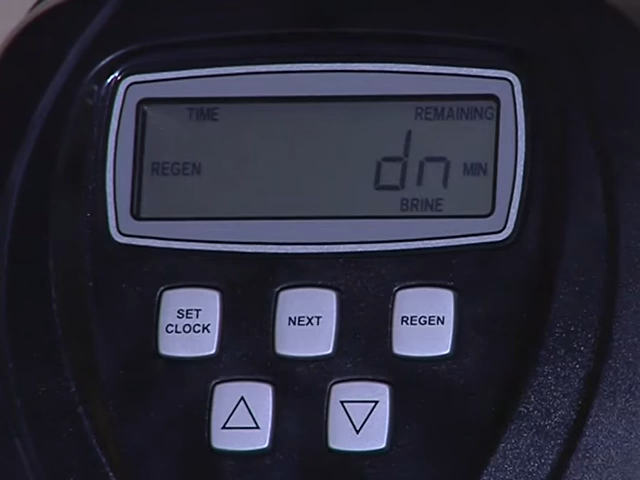 TIME REMAINING
REGEN dn MIN
BRINE
SET CLOCK
NEXT
REGEN